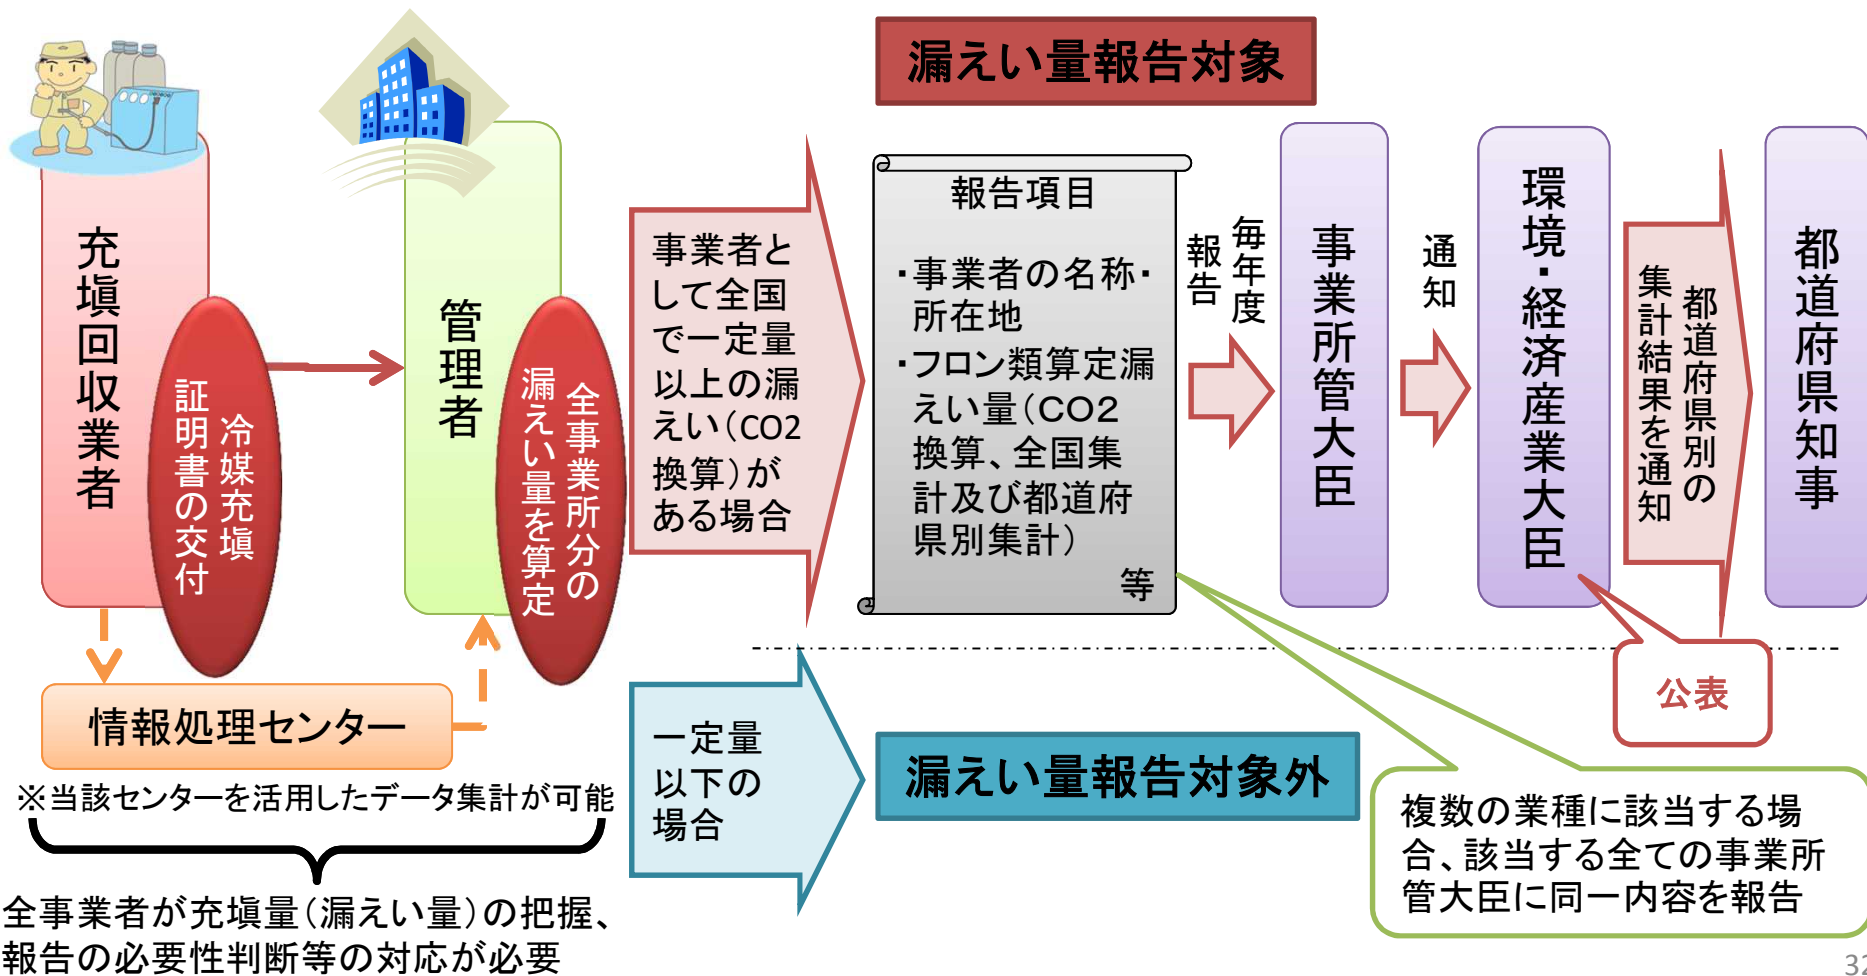 漏えい量報告対象
充塡回収業者
冷媒充塡
証明書の交付
管理者
全事業所分の
漏えい量を算定
情報処理センター
※当該センターを活用したデータ集計が可能
全事業者が充塡量(漏えい量)の把握、
報告の必要性判断等の対応が必要
事業者と
して全国
で一定量
以上の漏
えい(CO2
換算)が
ある場合
報告項目
・事業者の名称・
所在地
・フロン類算定漏
えい量(CO2
換算、全国集
計及び都道府
県別集計)
等
毎年度
報告
事業所管大臣
通知
環境・経済産業大臣
都道府県別の
集計結果を通知
都道府県知事
公表
一定量
以下の
場合
漏えい量報告対象外
複数の業種に該当する場
合、該当する全ての事業所
管大臣に同一内容を報告
32